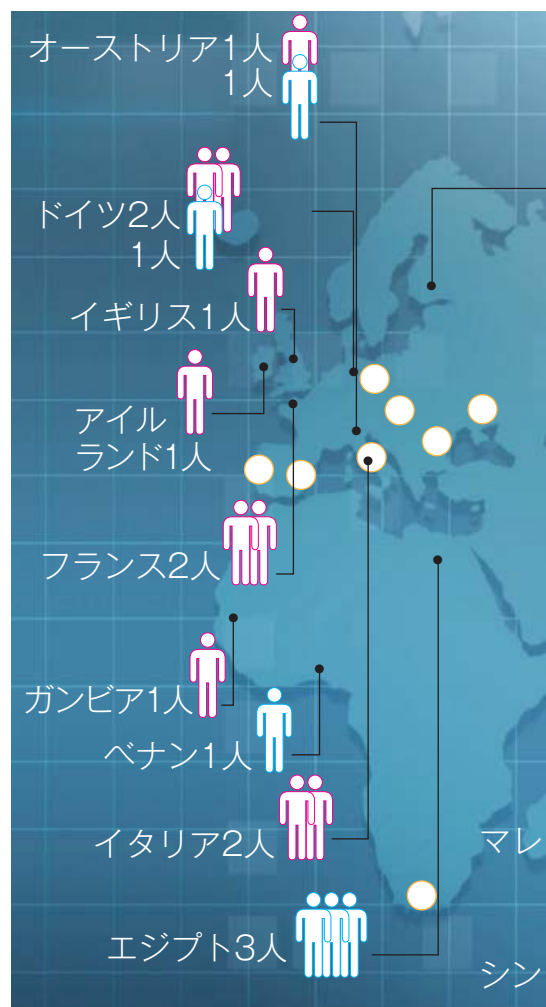 オーストリア1人
1人
ドイツ2人
1人
イギリス1人
アイル
ランド1人
フランス2人
ガンビア1人
ベナン1人
イタリア2人
マレ
エジプト3人
シン